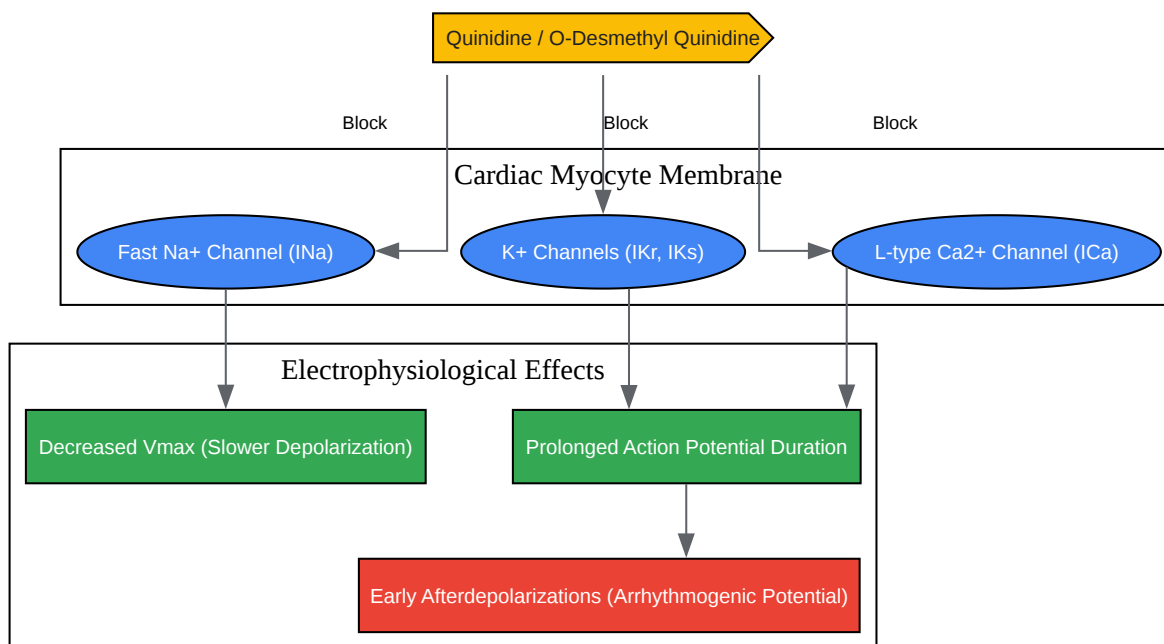 Quinidine / O-Desmethyl Quinidine
Block
Block
Block
Cardiac Myocyte Membrane
Fast Na+ Channel (INa)
K+ Channels (IKr, IKs)
L-type Ca2+ Channel (ICa)
Electrophysiological Effects
Decreased Vmax (Slower Depolarization)
Prolonged Action Potential Duration
Early Afterdepolarizations (Arrhythmogenic Potential)